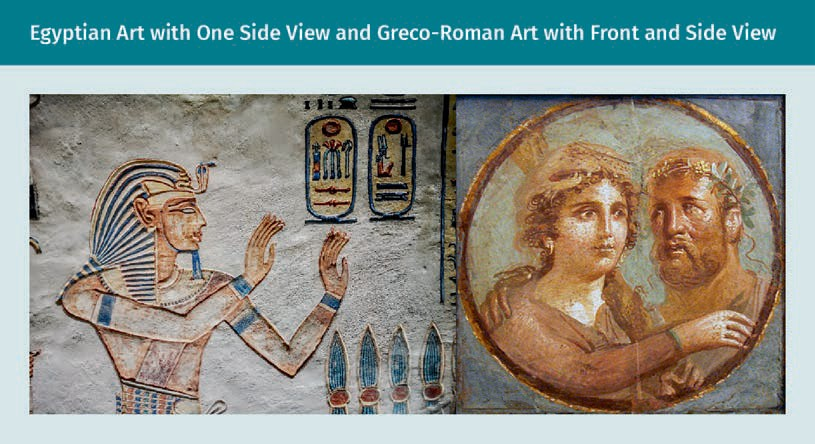 Egyptian Art with One Side View and Greco-Roman Art with Front and Side View